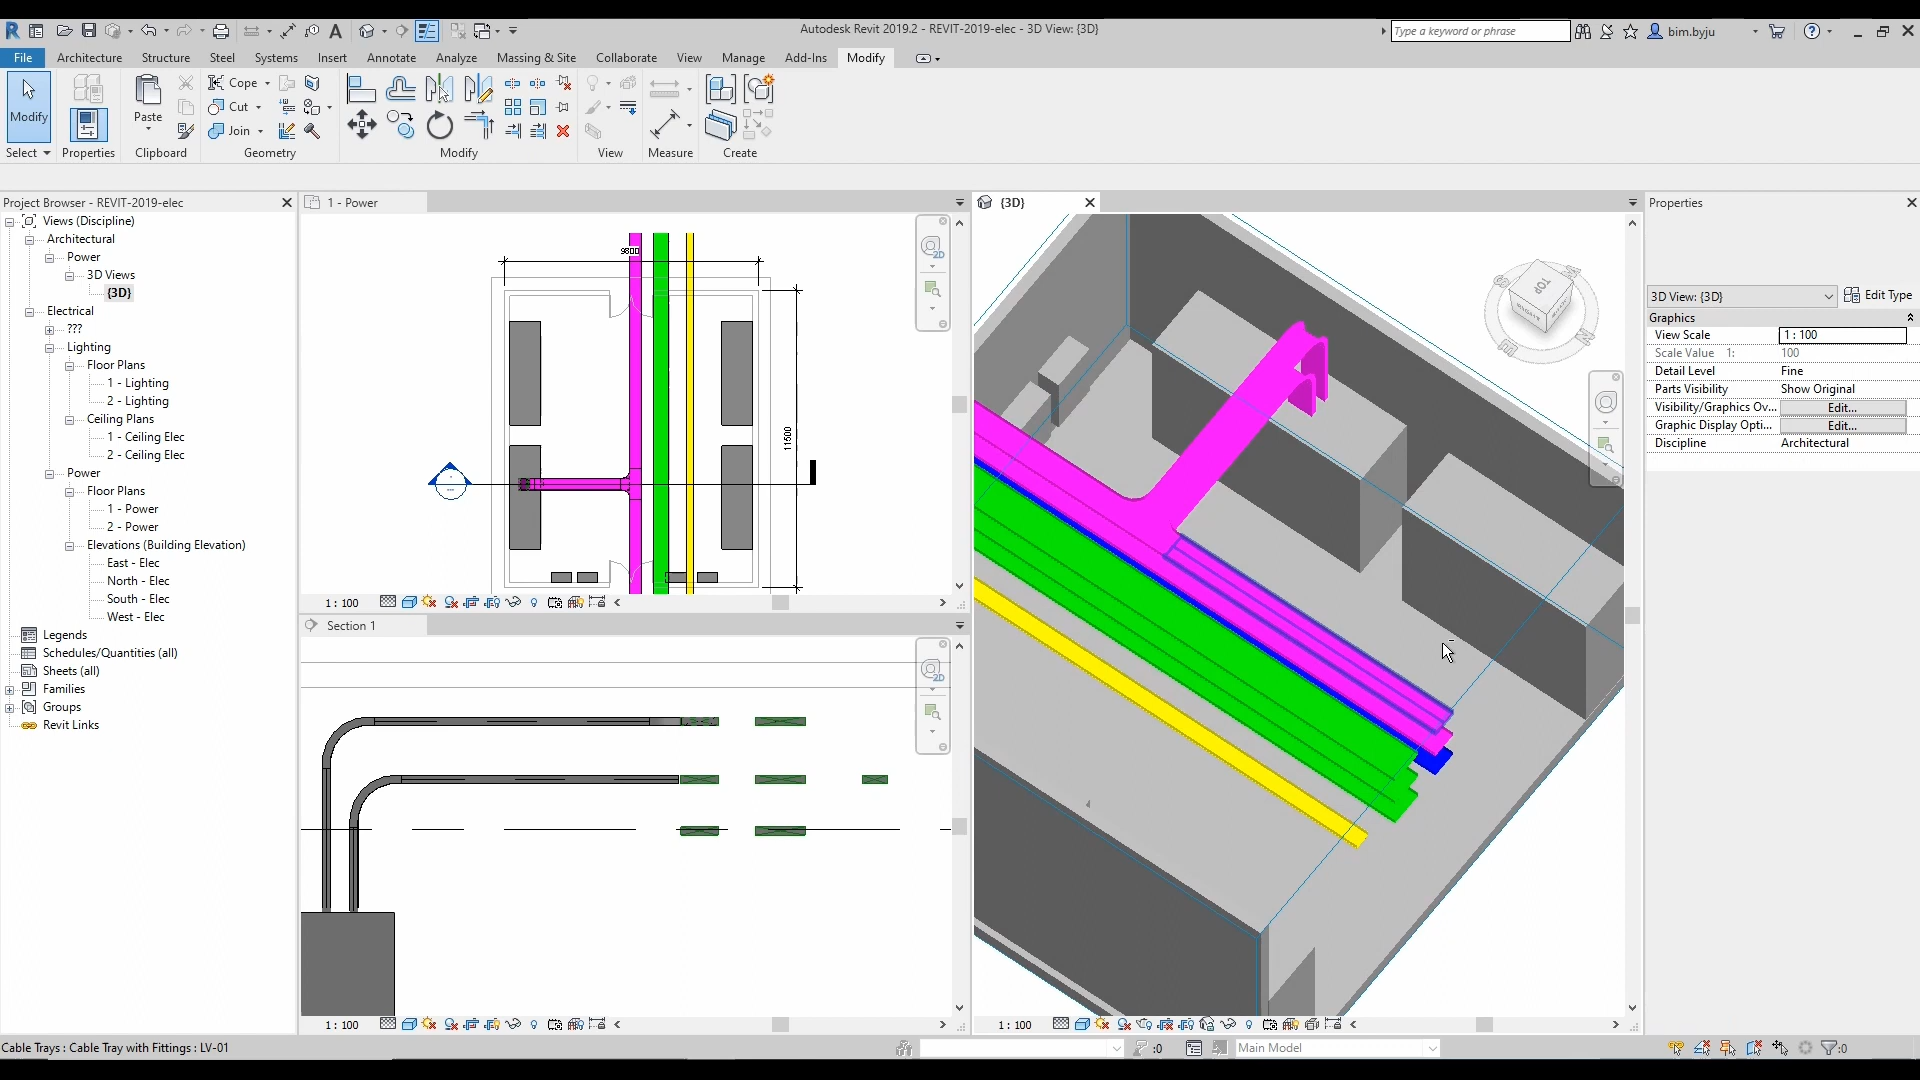 Autodesk Revit 2019.2 - REVIT-2019-elec - 3D View: {3D}
Type a keyword or phrase
bim.byju
File Architecture Structure Steel Systems Insert Annotate Analyze Massing & Site Collaborate View Manage Add-Ins Modify
Modify
Paste
Cope
Cut
Join
Select Properties Clipboard Geometry Modify View Measure Create
Project Browser - REVIT-2019-elec
Views (Discipline)
Architectural
Power
3D Views
{3D}
Electrical
???
Lighting
Floor Plans
1 - Lighting
2 - Lighting
Ceiling Plans
1 - Ceiling Elec
2 - Ceiling Elec
Power
Floor Plans
1 - Power
2 - Power
Elevations (Building Elevation)
East - Elec
North - Elec
South - Elec
West - Elec
Legends
Schedules/Quantities (all)
Sheets (all)
Families
Groups
Revit Links
1 - Power
9800
11500
2D
1 : 100
Section 1
2D
1 : 100
{3D}
TOP
1 : 100
Properties
3D View: {3D}
Edit Type
Graphics
View Scale 1 : 100
Scale Value 1: 100
Detail Level Fine
Parts Visibility Show Original
Visibility/Graphics Ov... Edit...
Graphic Display Opti... Edit...
Discipline Architectural
Cable Trays : Cable Tray with Fittings : LV-01
:0
Main Model
:0